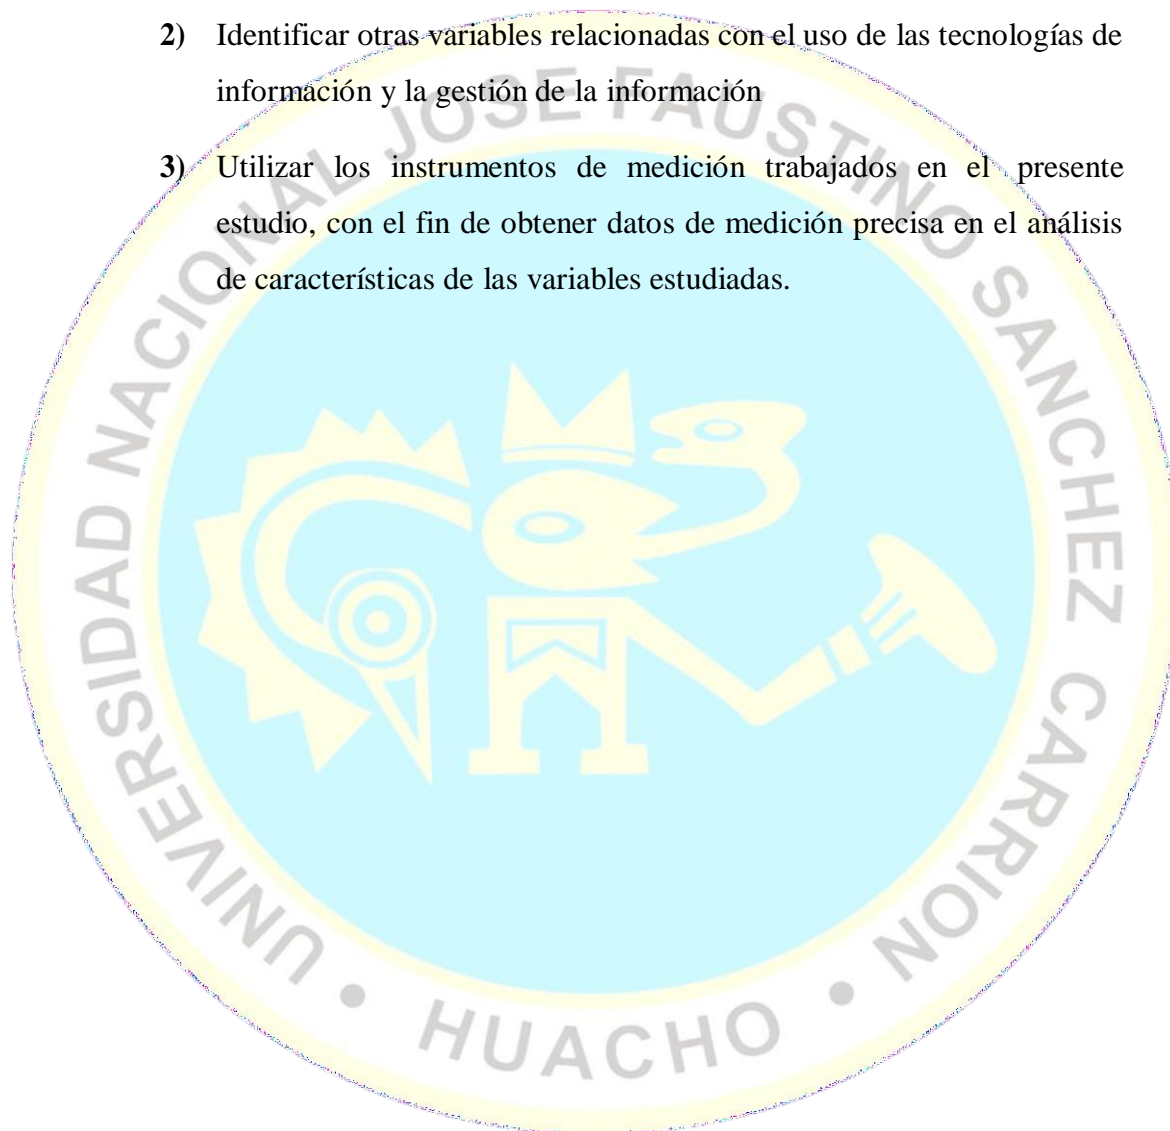 2) Identificar otras variables relacionadas con el uso de las tecnologías de
información y la gestión de la información
3) Utilizar los instrumentos de medición trabajados en el presente
estudio, con el fin de obtener datos de medición precisa en el análisis
de características de las variables estudiadas.
UNIVERSIDAD NACIONAL JOSE FAUSTINO SANCHEZ CARRION
• HUACHO •